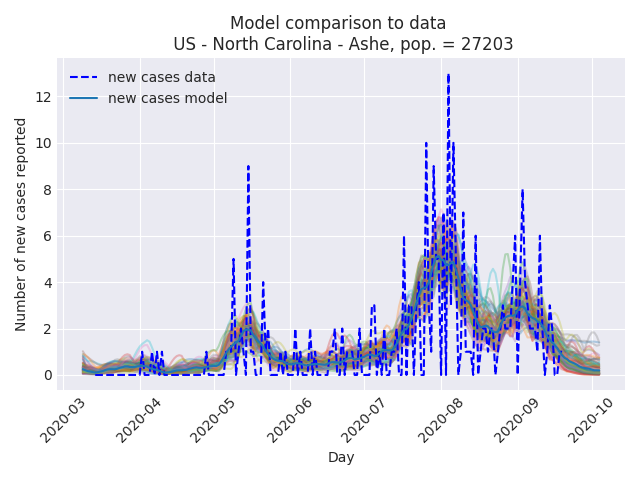 Model comparison to data
US - North Carolina - Ashe, pop. = 27203
new cases data
new cases model
Number of new cases reported
12
10
8
6
4
2
0
2020-03
2020-04
2020-05
2020-06
2020-07
2020-08
2020-09
2020-10
Day